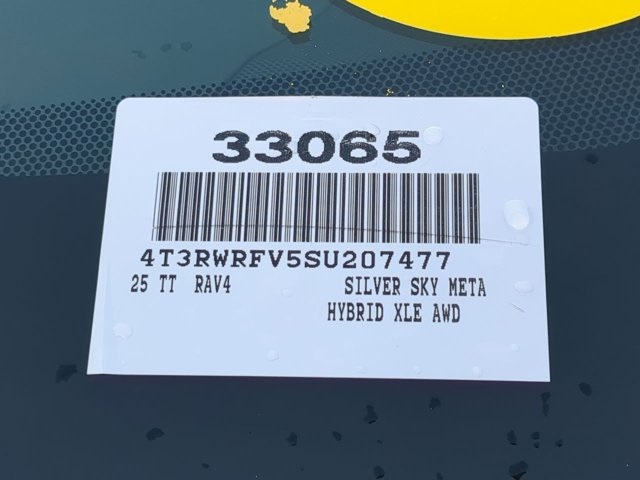 33065
4T3RWRFV5SU207477
25 TT RAV4 SILVER SKY META
HYBRID XLE AWD